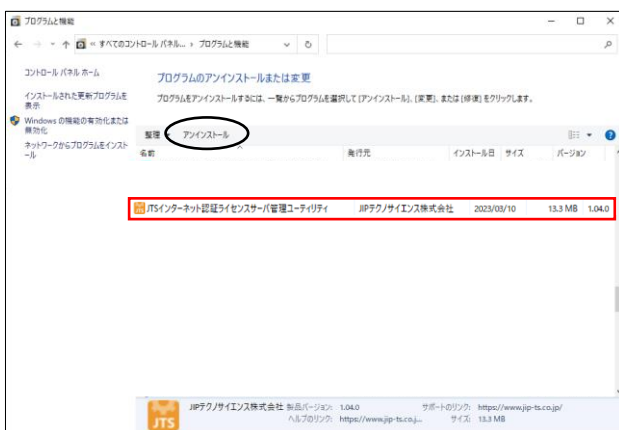 プログラムと機能
« すべてのコントロール パネル... › プログラムと機能
コントロール パネル ホーム
インストールされた更新プログラムを
表示
Windows の機能の有効化または
無効化
ネットワークからプログラムをインスト
ール
プログラムのアンインストールまたは変更
プログラムをアンインストールするには、一覧からプログラムを選択して [アンインストール]、[変更]、または [修復] をクリックします。
整理 アンインストール
名前 発行元 インストール日 サイズ バージョン
JTSインターネット認証ライセンスサーバ管理ユーティリティ JIPテクノサイエンス株式会社 2023/03/10 13.3 MB 1.04.0
JTS
JIPテクノサイエンス株式会社 製品バージョン: 1.04.0 サポートのリンク: https://www.jip-ts.co.jp/
ヘルプのリンク: https://www.jip-ts.co.j... サイズ: 13.3 MB